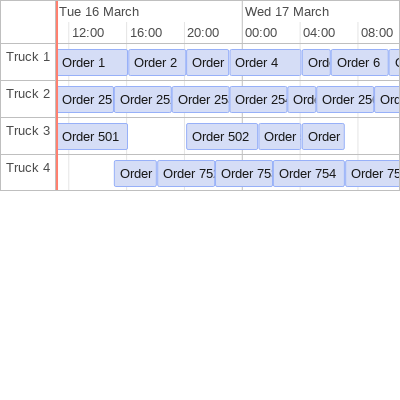 Tue 16 March Wed 17 March
12:00 16:00 20:00 00:00 04:00 08:00
Truck 1 Order 1 Order 2 Order Order 4 Ord Order 6
Truck 2 Order 25 Order 25 Order 25 Order 25 Ord Order 25 Ord
Truck 3 Order 501 Order 502 Order Order
Truck 4 Order Order 75 Order 75 Order 754 Order 75